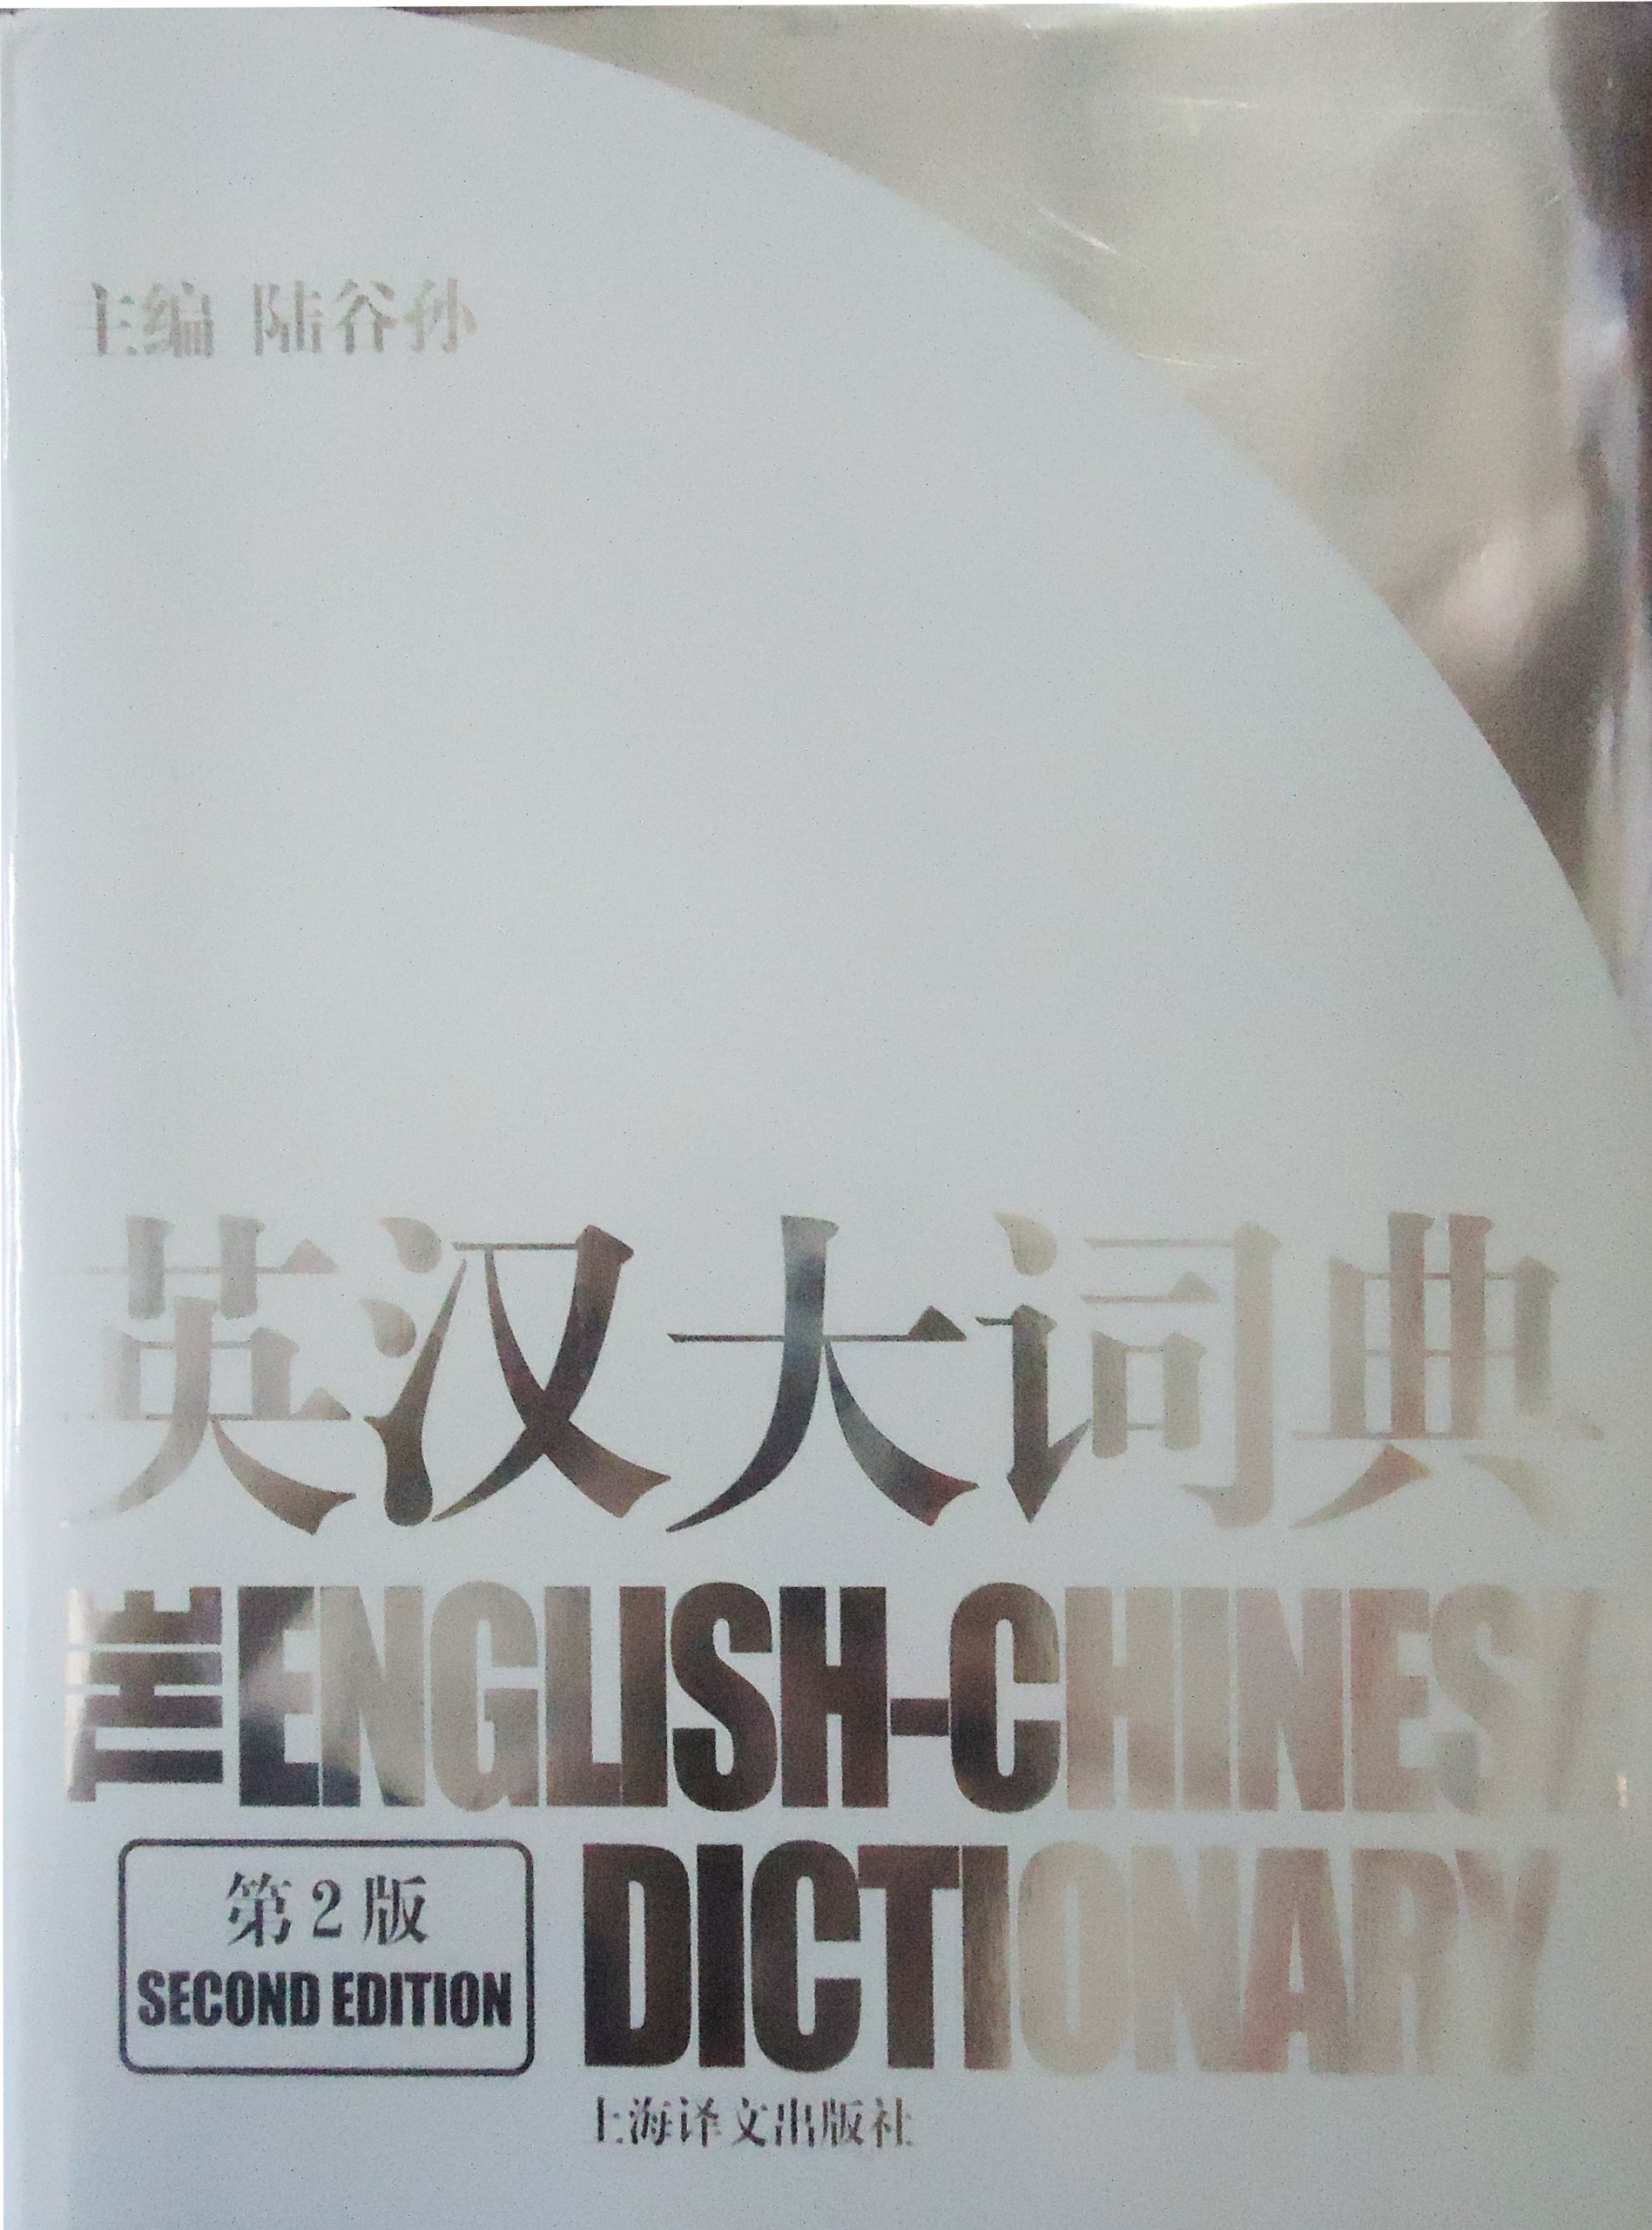 主编 陆谷孙
英汉大词典
THE ENGLISH-CHINESE
DICTIONARY
第2版
SECOND EDITION
上海译文出版社